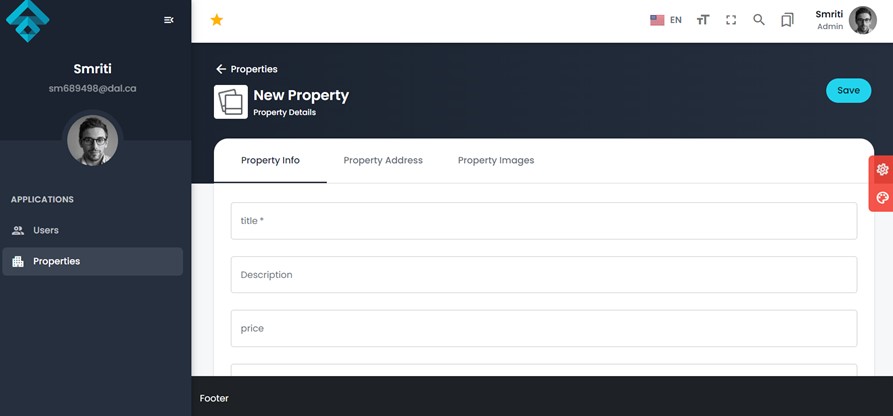 EN
Smriti
Admin
Smriti
sm689498@dal.ca
APPLICATIONS
Users
Properties
Properties
New Property
Property Details
Save
Property Info
Property Address
Property Images
title *
Description
price
Footer